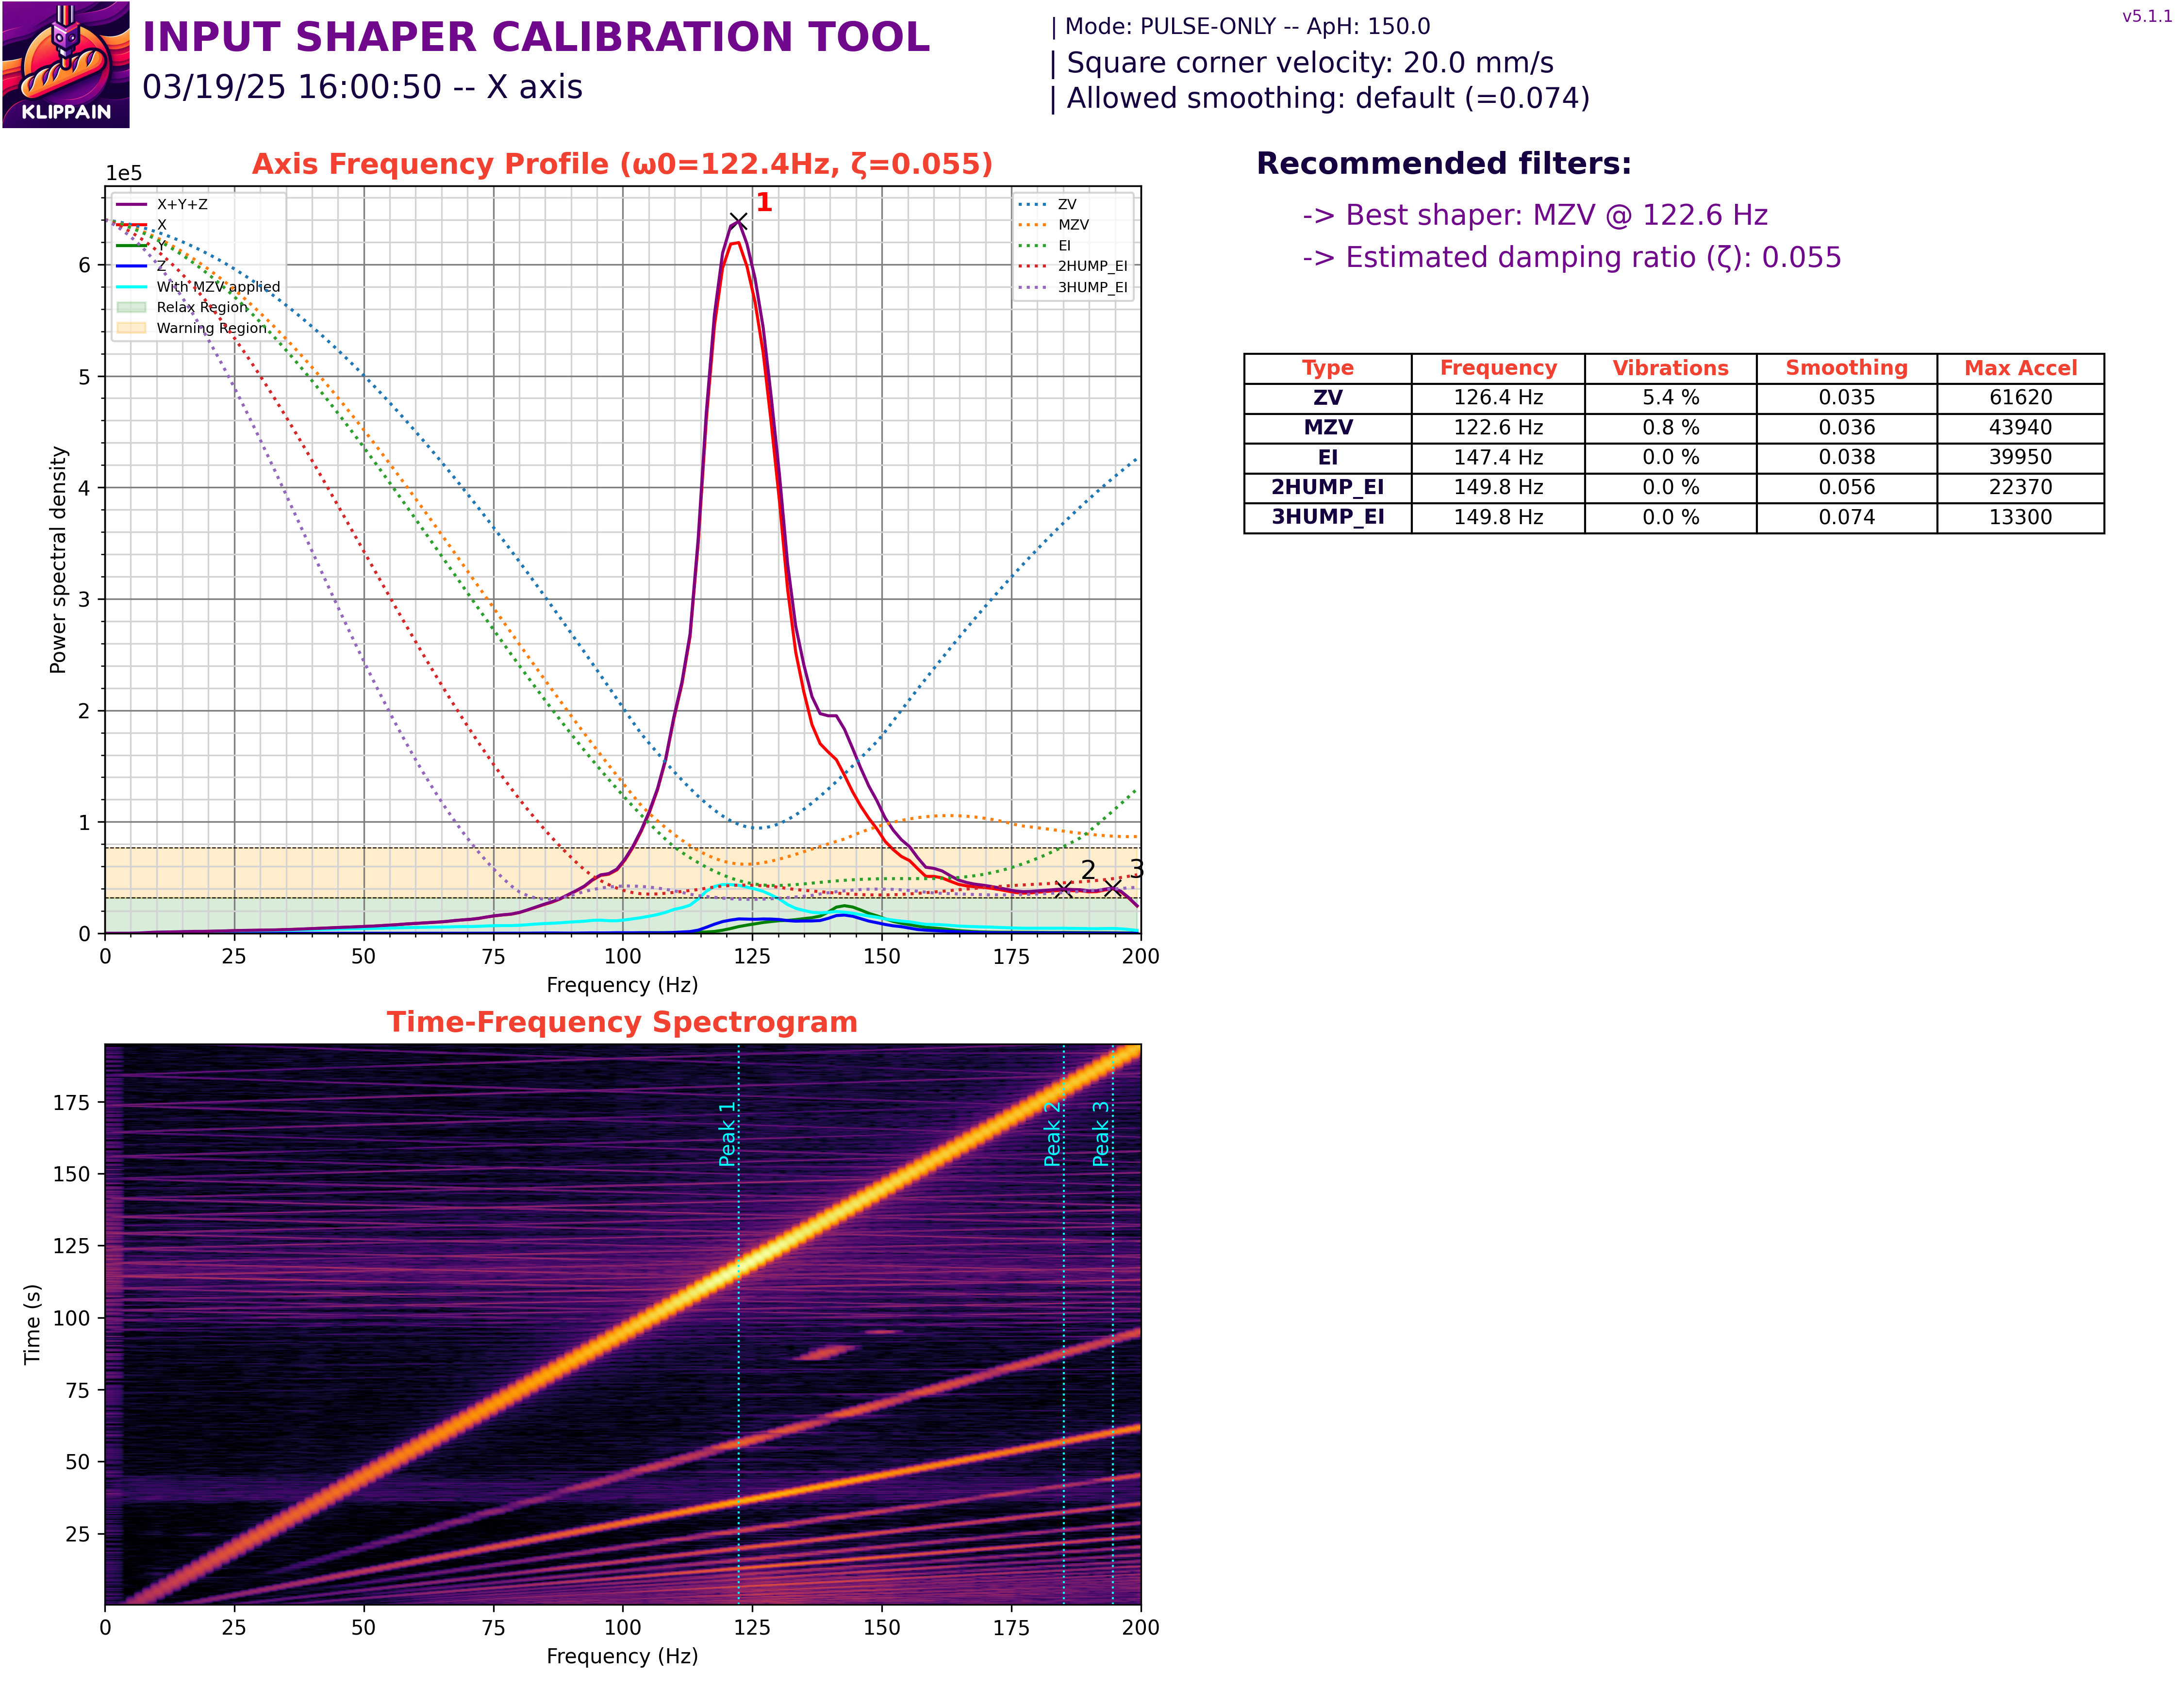 KLIPPAIN
INPUT SHAPER CALIBRATION TOOL
03/19/25 16:00:50 -- X axis
| Mode: PULSE-ONLY -- ApH: 150.0
| Square corner velocity: 20.0 mm/s
| Allowed smoothing: default (=0.074)
v5.1.1
Axis Frequency Profile (ω0=122.4Hz, ζ=0.055)
1e5
X+Y+Z
X
Y
Z
With MZV applied
Relax Region
Warning Region
ZV
MZV
EI
2HUMP_EI
3HUMP_EI
1
2
3
Power spectral density
6
5
4
3
2
1
0
0 25 50 75 100 125 150 175 200
Frequency (Hz)
Recommended filters:
-> Best shaper: MZV @ 122.6 Hz
-> Estimated damping ratio (ζ): 0.055
Type Frequency Vibrations Smoothing Max Accel
ZV 126.4 Hz 5.4 % 0.035 61620
MZV 122.6 Hz 0.8 % 0.036 43940
EI 147.4 Hz 0.0 % 0.038 39950
2HUMP_EI 149.8 Hz 0.0 % 0.056 22370
3HUMP_EI 149.8 Hz 0.0 % 0.074 13300
Time-Frequency Spectrogram
Peak 1
Peak 2
Peak 3
Time (s)
175
150
125
100
75
50
25
0 25 50 75 100 125 150 175 200
Frequency (Hz)